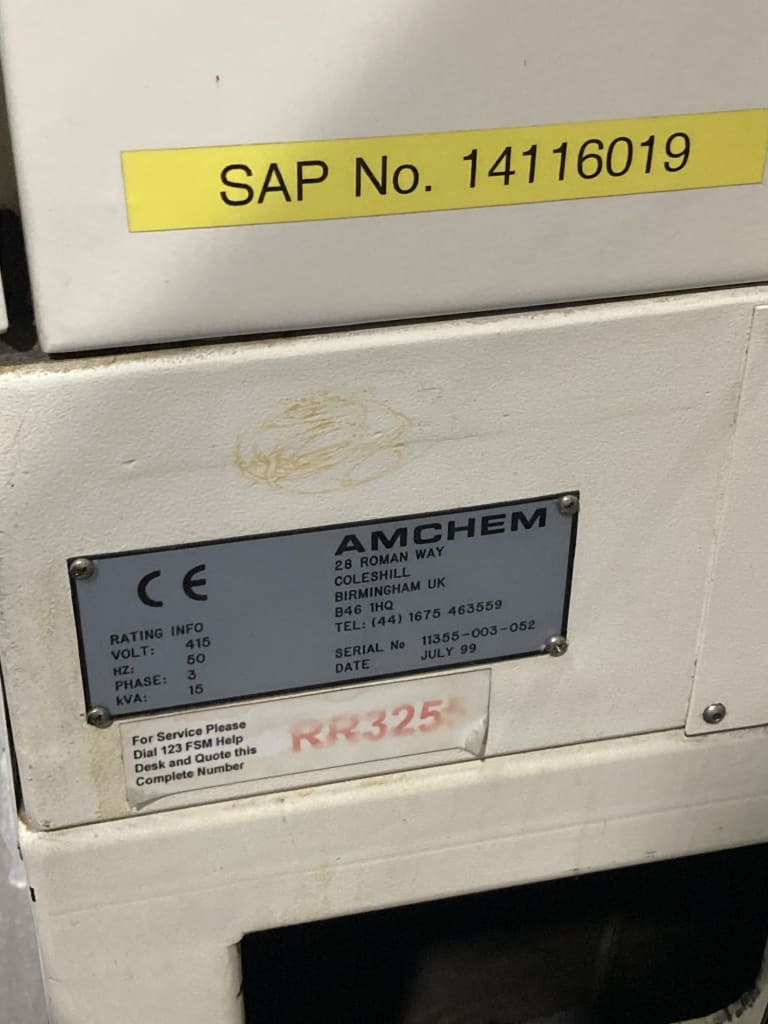 SAP No. 14116019
CE
RATING INFO
VOLT: 415
HZ: 50
PHASE: 3
kVA: 15
AMCHEM
28 ROMAN WAY
COLESHILL
BIRMINGHAM UK
B46 1HQ
TEL: (44) 1675 463559
SERIAL No 11355-003-052
DATE JULY 99
For Service Please
Dial 123 FSM Help
Desk and Quote this
Complete Number